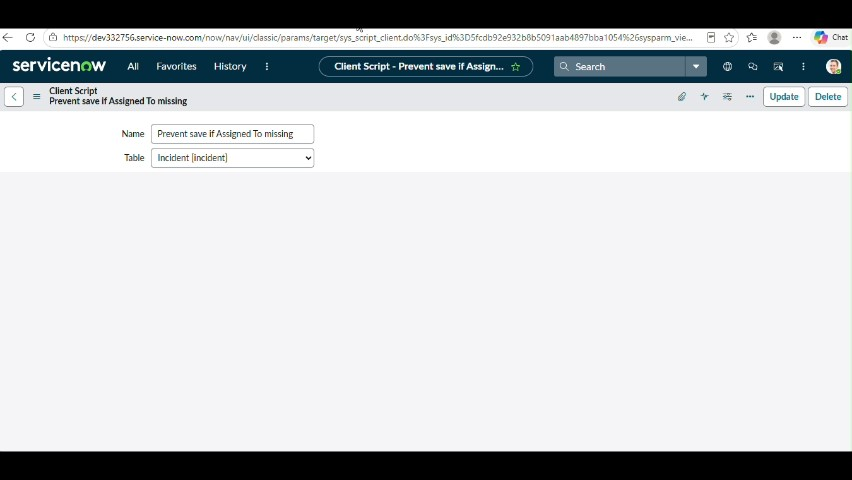 https://dev332756.service-now.com/now/nav/ui/classic/params/target/sys_script_client.do%3Fsys_id%3D5fcdb92e932b8b5091aab4897bba1054%26sysparm_vie...
Chat
servicenow
All
Favorites
History
Client Script - Prevent save if Assign...
Search
Client Script
Prevent save if Assigned To missing
Update
Delete
Name
Prevent save if Assigned To missing
Table
Incident [incident]